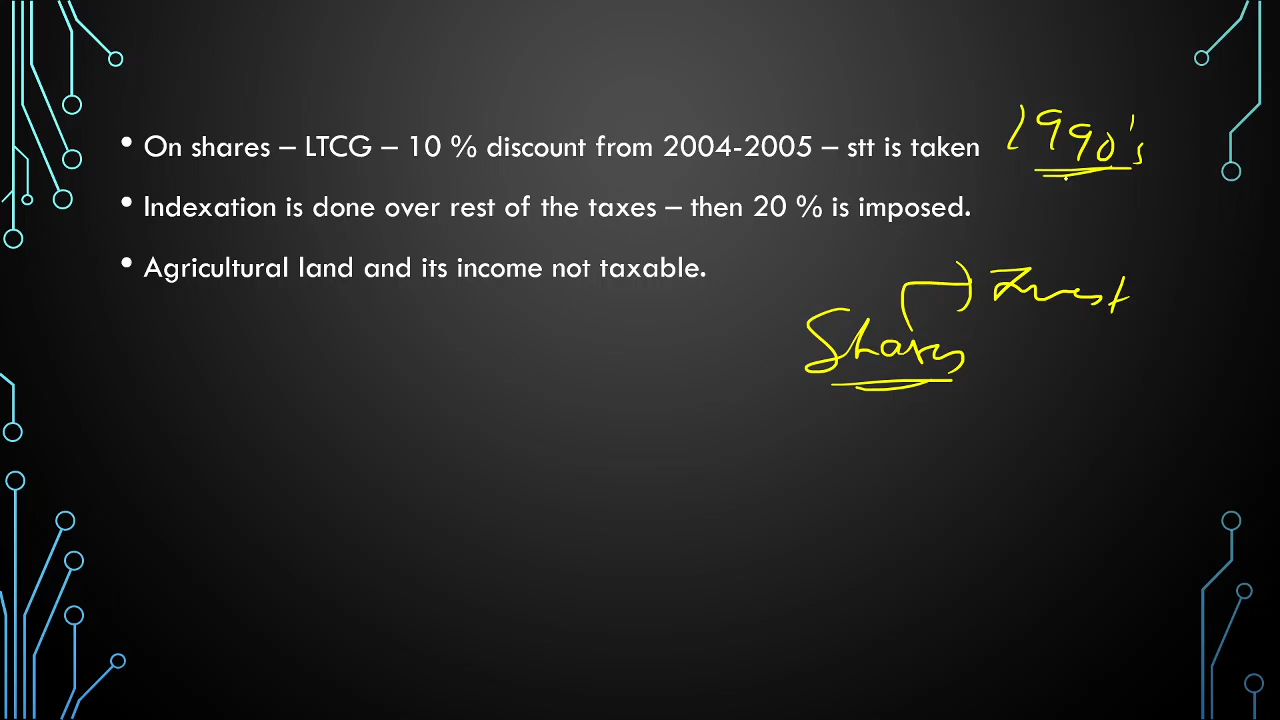 • On shares – LTCG – 10 % discount from 2004-2005 – stt is taken
1990's
• Indexation is done over rest of the taxes – then 20 % is imposed.
• Agricultural land and its income not taxable.
Invest
Shares